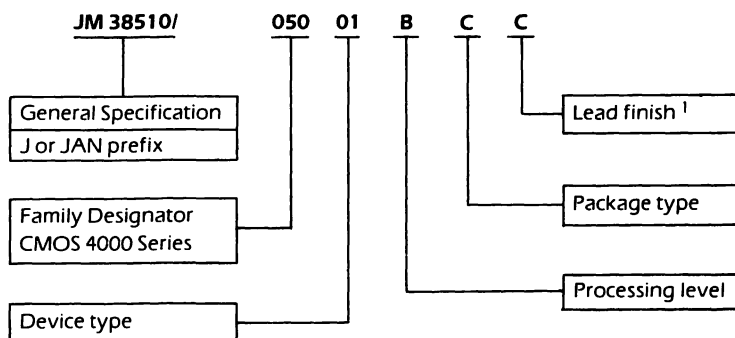 JM 38510/ 050 01 B C C
General Specification
J or JAN prefix
Lead finish 1
Family Designator
CMOS 4000 Series
Package type
Processing level
Device type